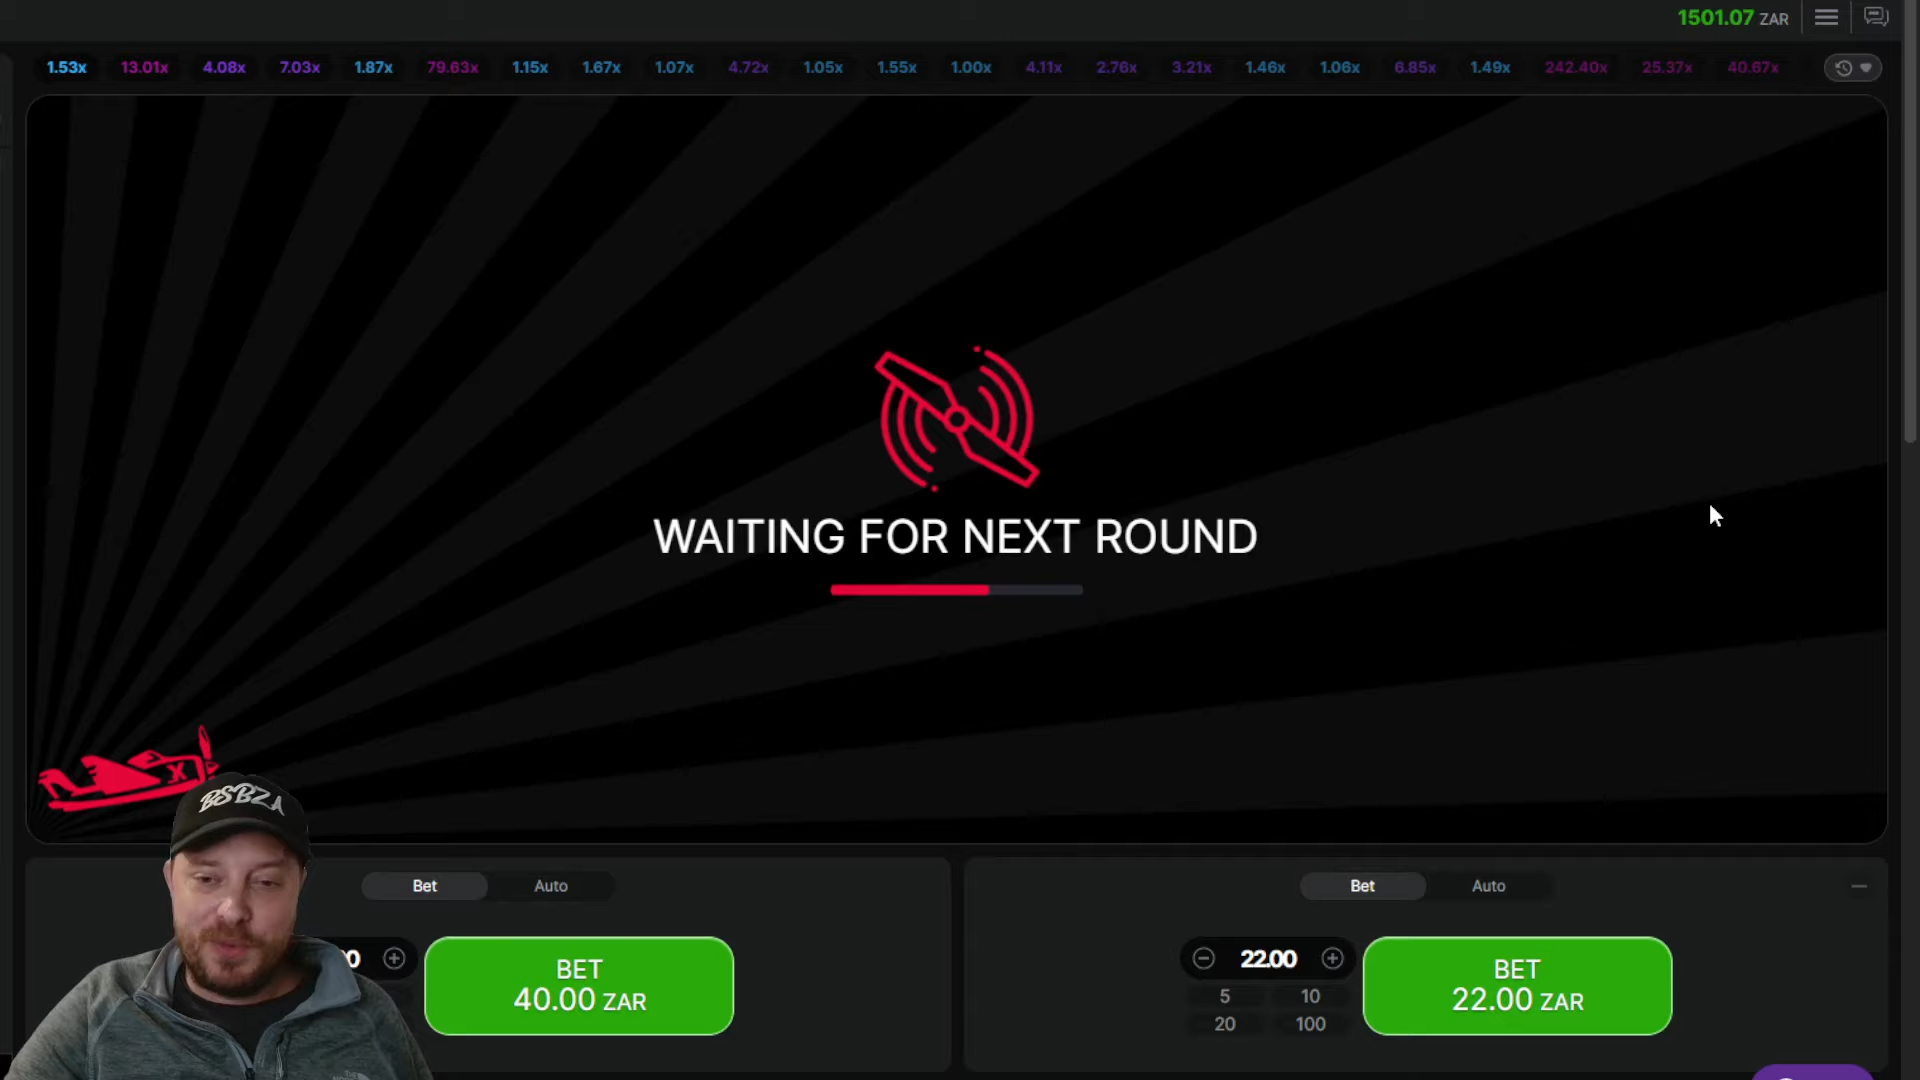 1501.07 ZAR
1.53x 13.01x 4.08x 7.03x 1.87x 79.63x 1.15x 1.67x 1.07x 4.72x 1.05x 1.55x 1.00x 4.11x 2.76x 3.21x 1.46x 1.06x 6.85x 1.49x 242.40x 25.37x 40.67x
WAITING FOR NEXT ROUND
X
BSBZA
Bet Auto
Bet Auto
BET
40.00 ZAR
22.00
5 10
20 100
BET
22.00 ZAR